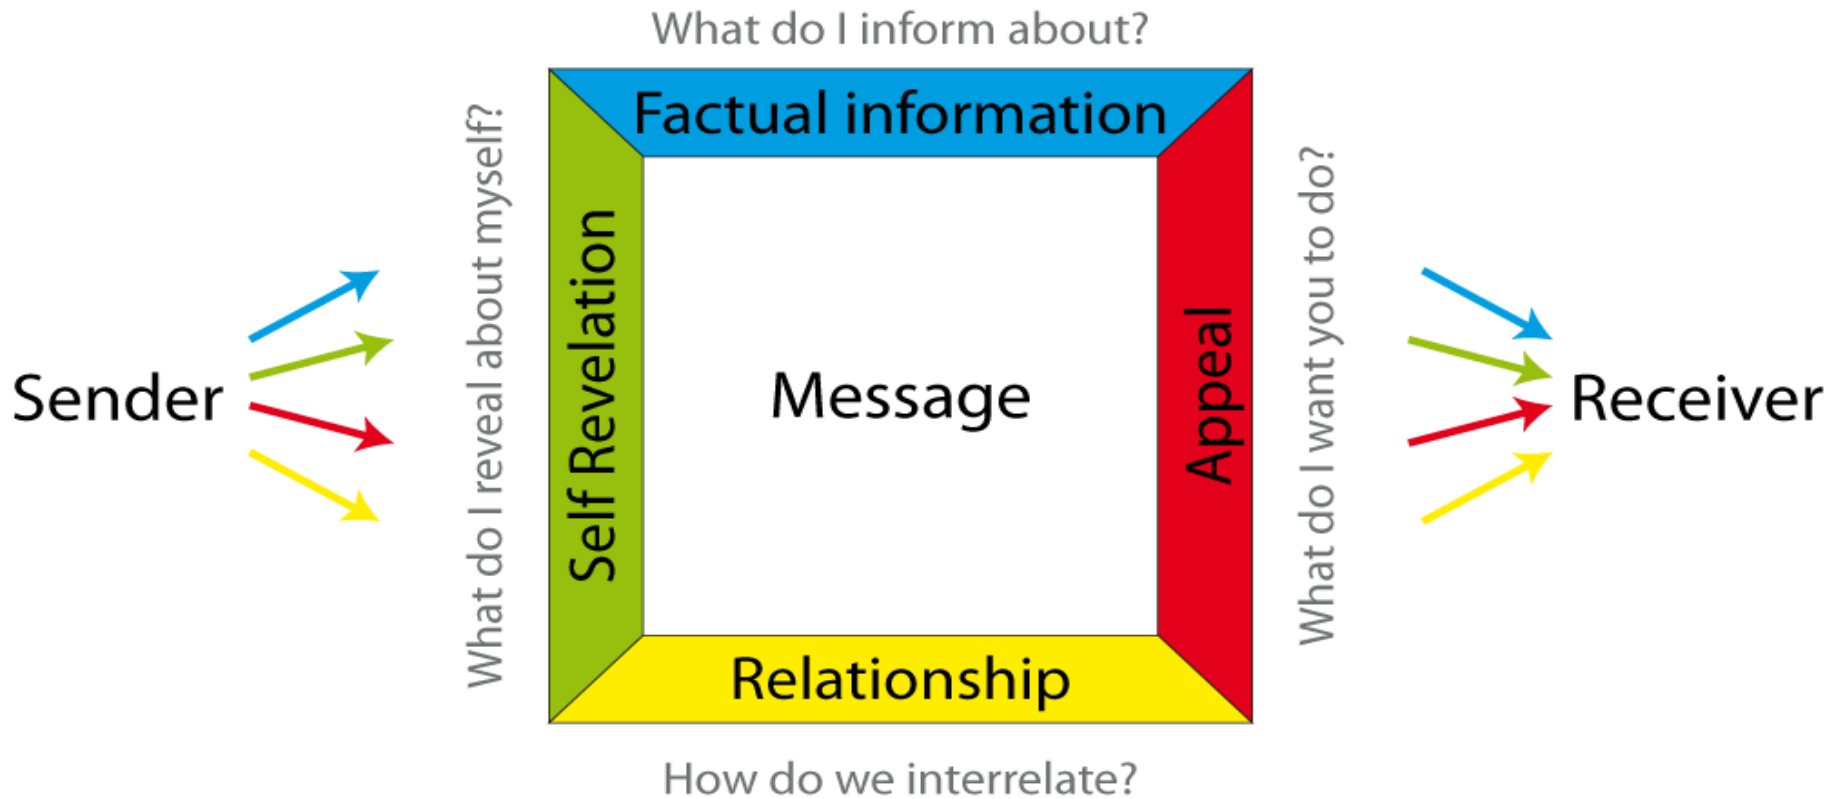 What do I inform about?
Factual information
What do I reveal about myself?
Self Revelation
Sender
Message
Appeal
What do I want you to do?
Receiver
Relationship
How do we interrelate?